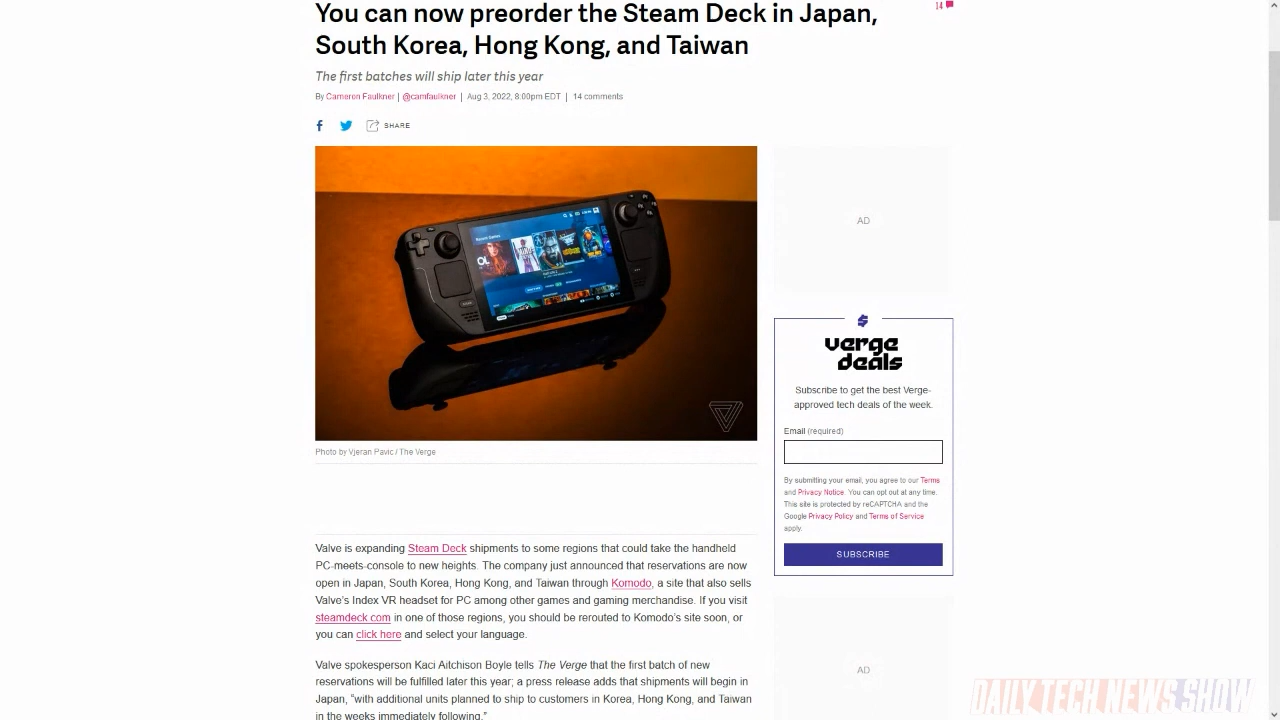 You can now preorder the Steam Deck in Japan,
South Korea, Hong Kong, and Taiwan
14
The first batches will ship later this year
By Cameron Faulkner | @camfaulkner | Aug 3, 2022, 8:00pm EDT | 14 comments
SHARE
Photo by Vjeran Pavic / The Verge
Valve is expanding Steam Deck shipments to some regions that could take the handheld
PC-meets-console to new heights. The company just announced that reservations are now
open in Japan, South Korea, Hong Kong, and Taiwan through Komodo, a site that also sells
Valve's Index VR headset for PC among other games and gaming merchandise. If you visit
steamdeck.com in one of those regions, you should be rerouted to Komodo's site soon, or
you can click here and select your language.
Valve spokesperson Kaci Aitchison Boyle tells The Verge that the first batch of new
reservations will be fulfilled later this year; a press release adds that shipments will begin in
Japan, “with additional units planned to ship to customers in Korea, Hong Kong, and Taiwan
in the weeks immediately following.”
AD
verge
deals
Subscribe to get the best Verge-
approved tech deals of the week.
Email (required)
By submitting your email, you agree to our Terms
and Privacy Notice. You can opt out at any time.
This site is protected by reCAPTCHA and the
Google Privacy Policy and Terms of Service
apply.
SUBSCRIBE
AD
DAILY TECH NEWS SHOW